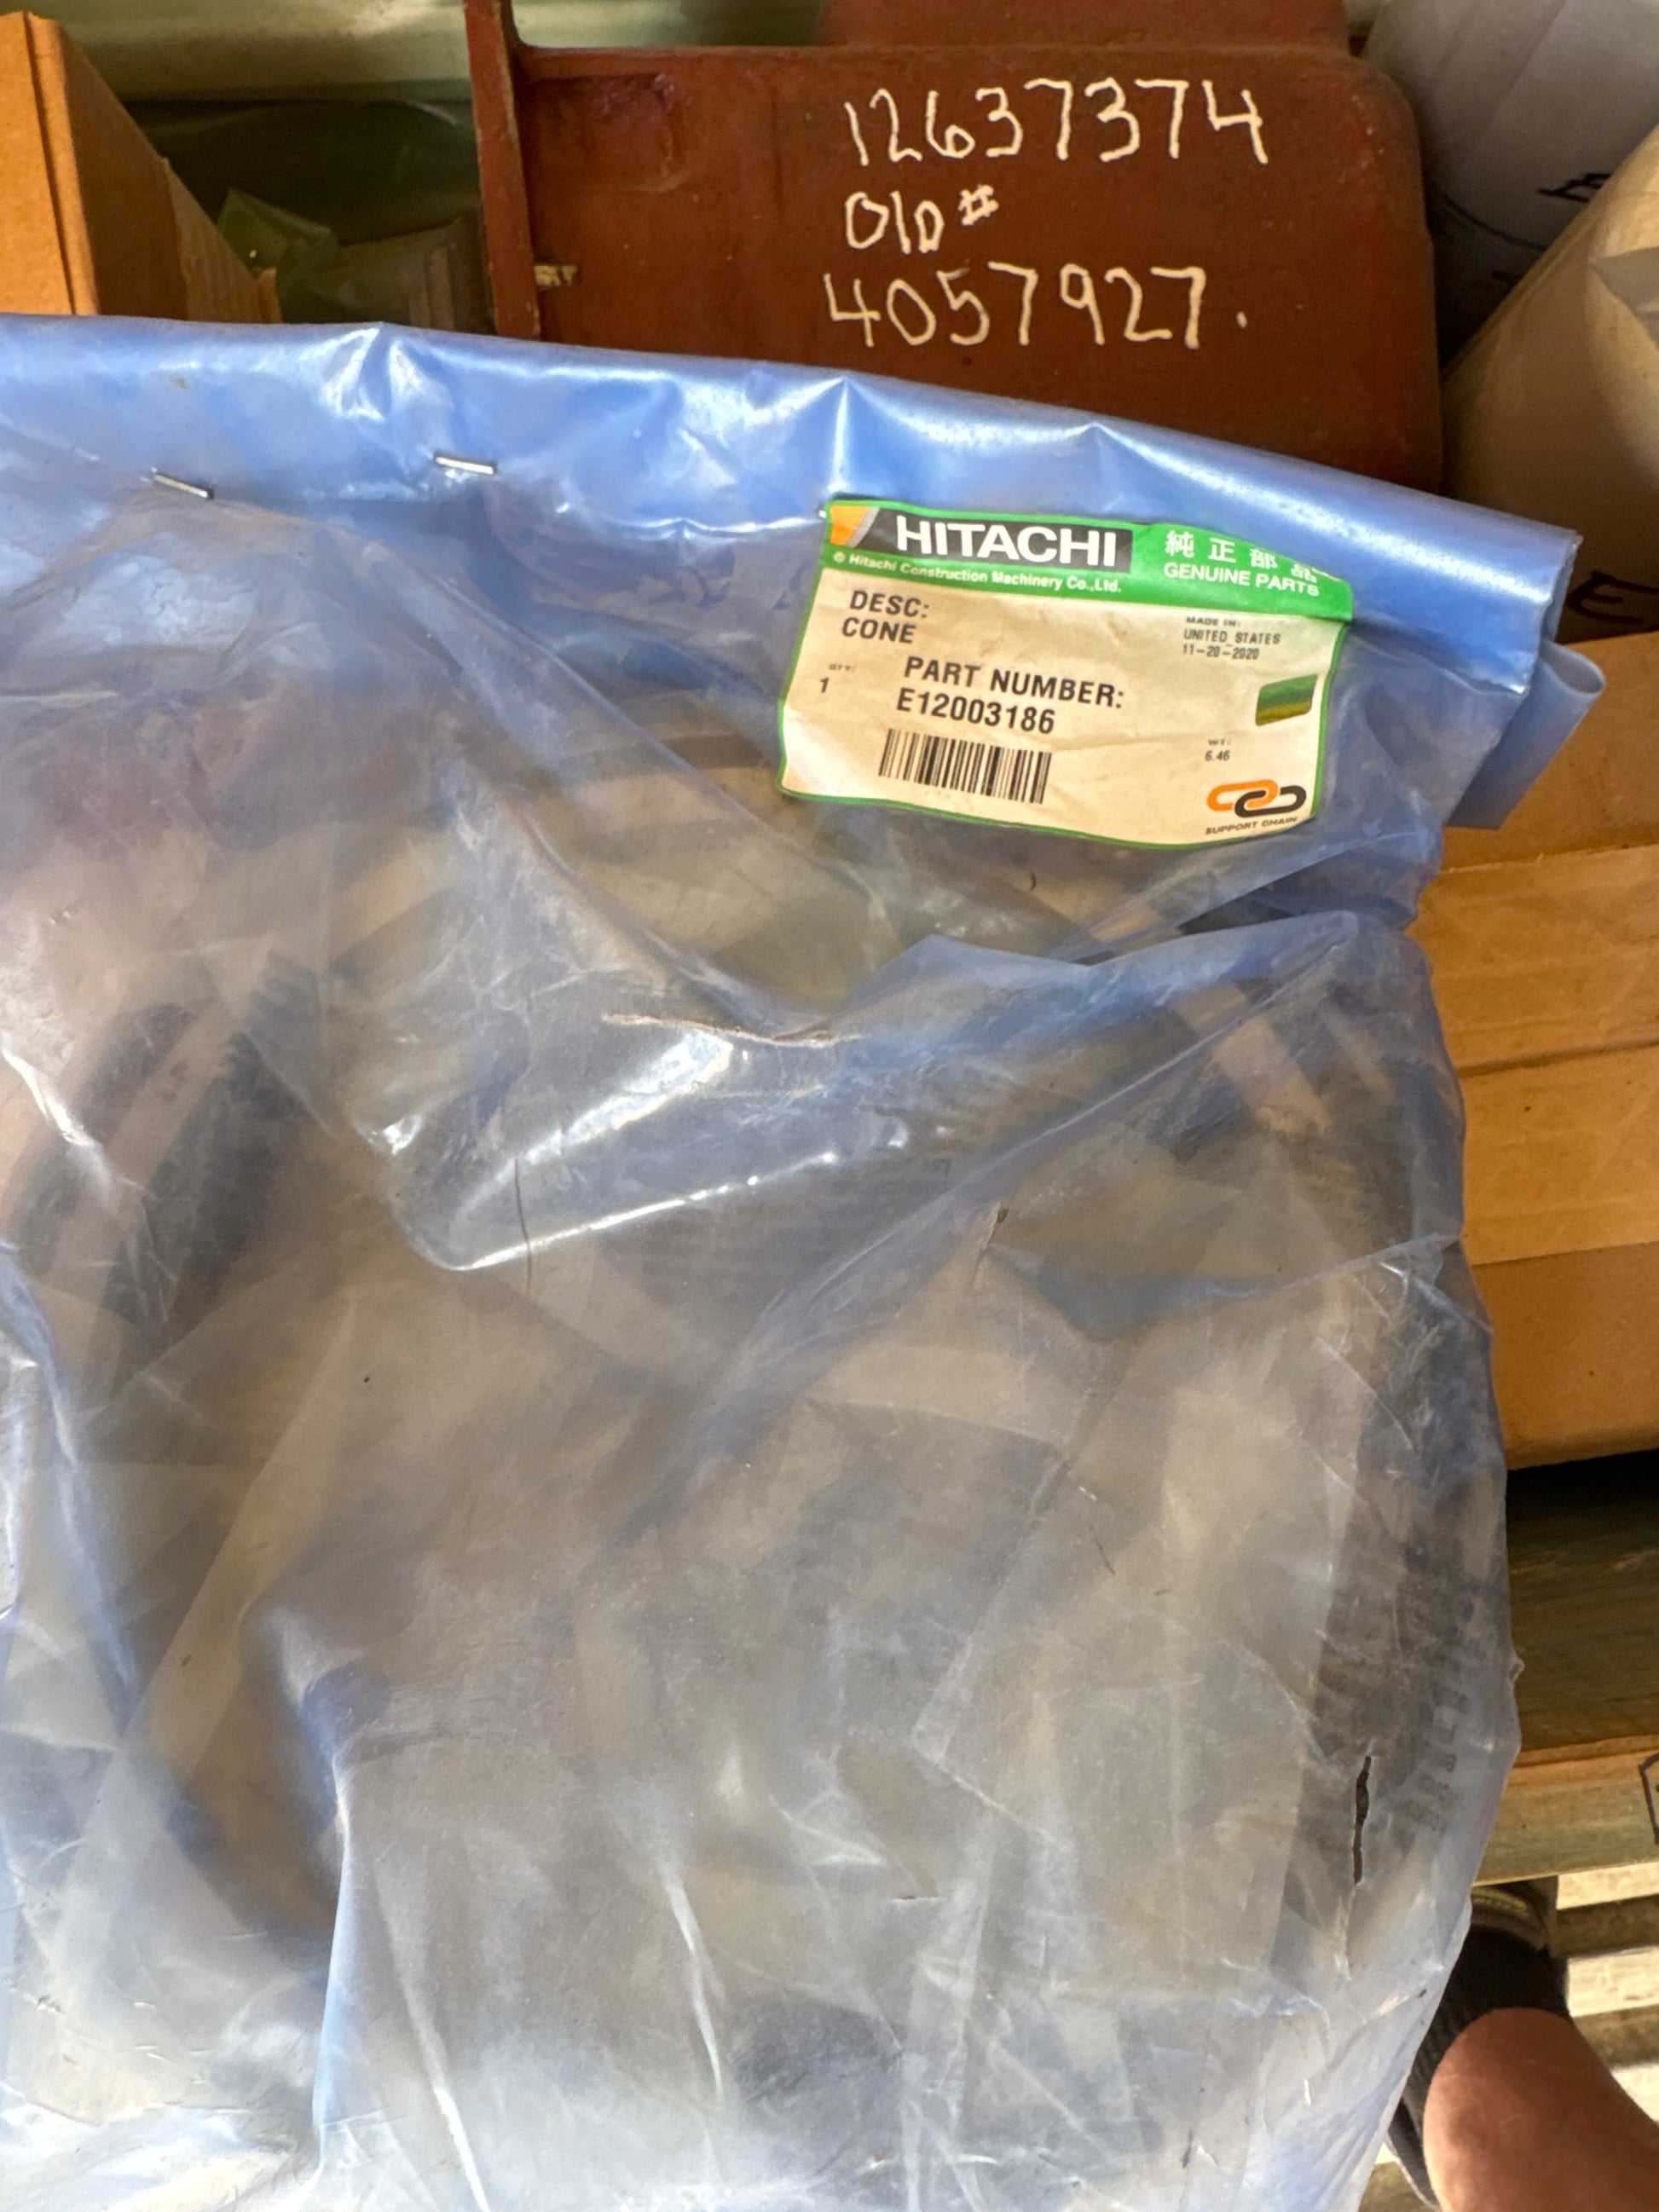 12637374
Old#
4057927.
HITACHI
純正部品
© Hitachi Construction Machinery Co.,Ltd.
GENUINE PARTS
DESC:
CONE
MADE IN:
UNITED STATES
11-20-2020
QTY:
1
PART NUMBER:
E12003186
WT:
6.46
SUPPORT CHAIN